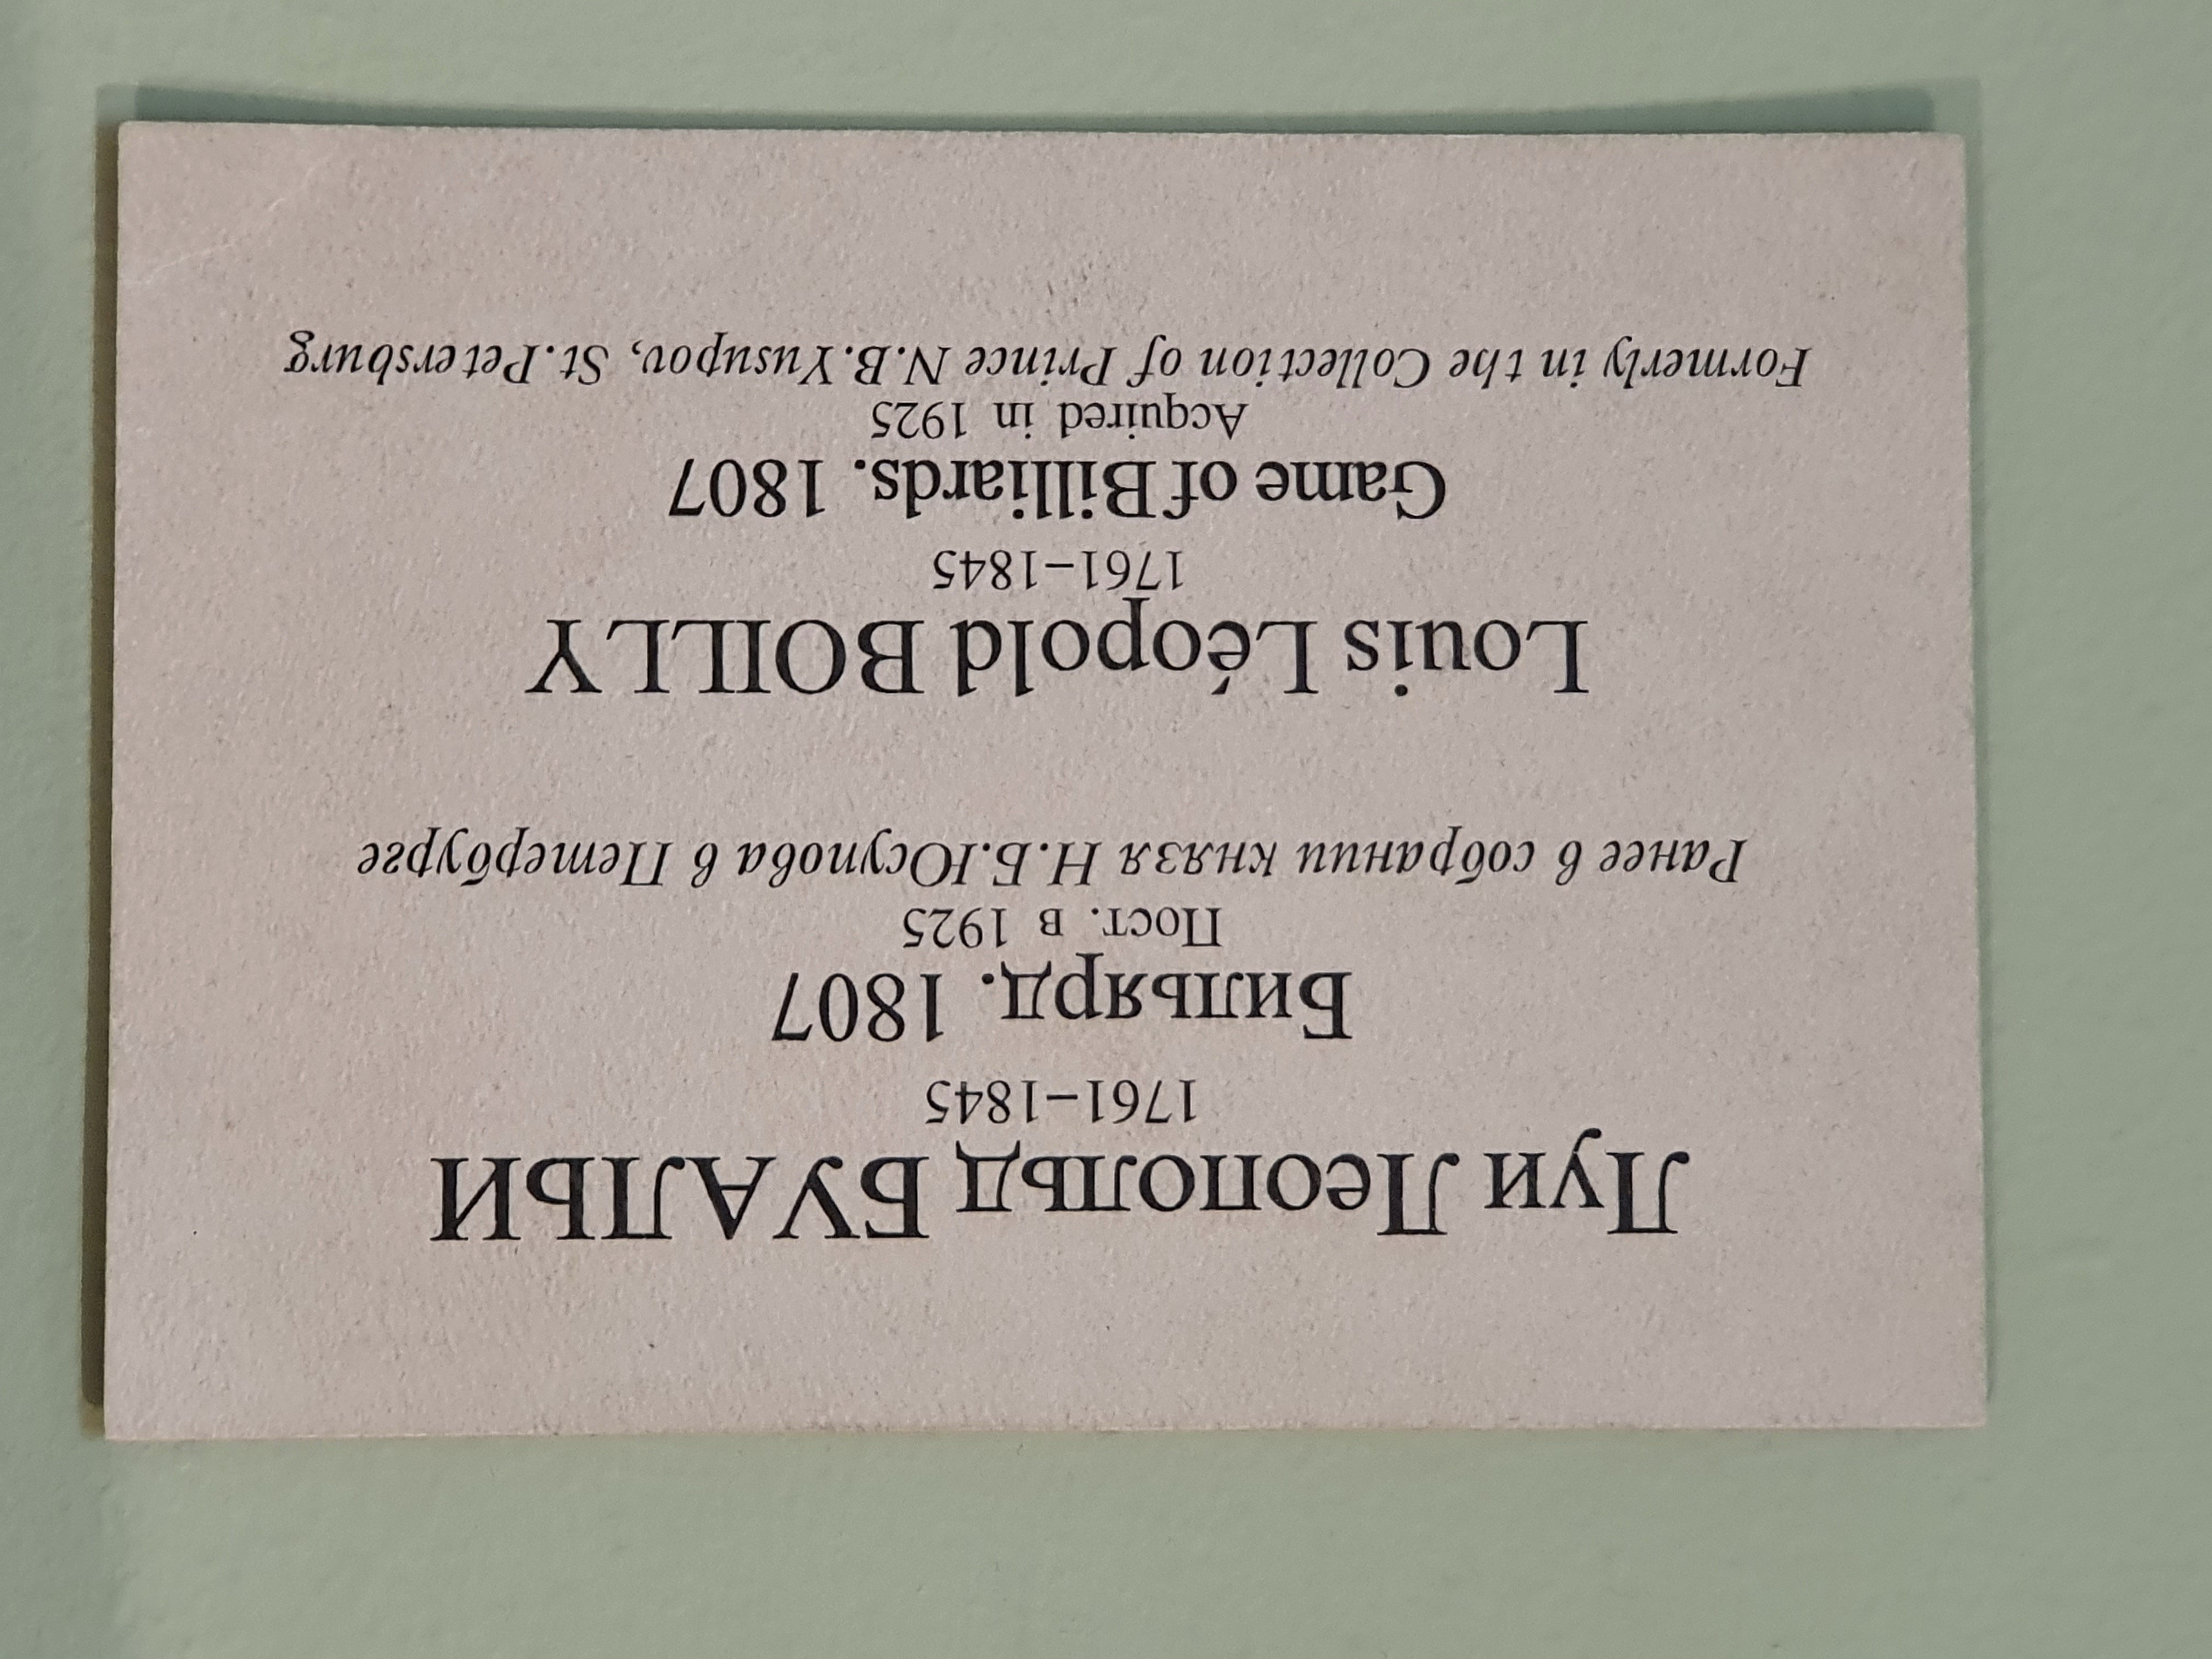 Луи Леопольд БУАЛЬИ
1761–1845
Бильярд. 1807
Пост. в 1925
Ранее в собрании князя Н.Б.Юсупова в Петербурге
Louis Léopold BOILLY
1761–1845
Game of Billiards. 1807
Acquired in 1925
Formerly in the Collection of Prince N.B.Yusupov, St.Petersburg